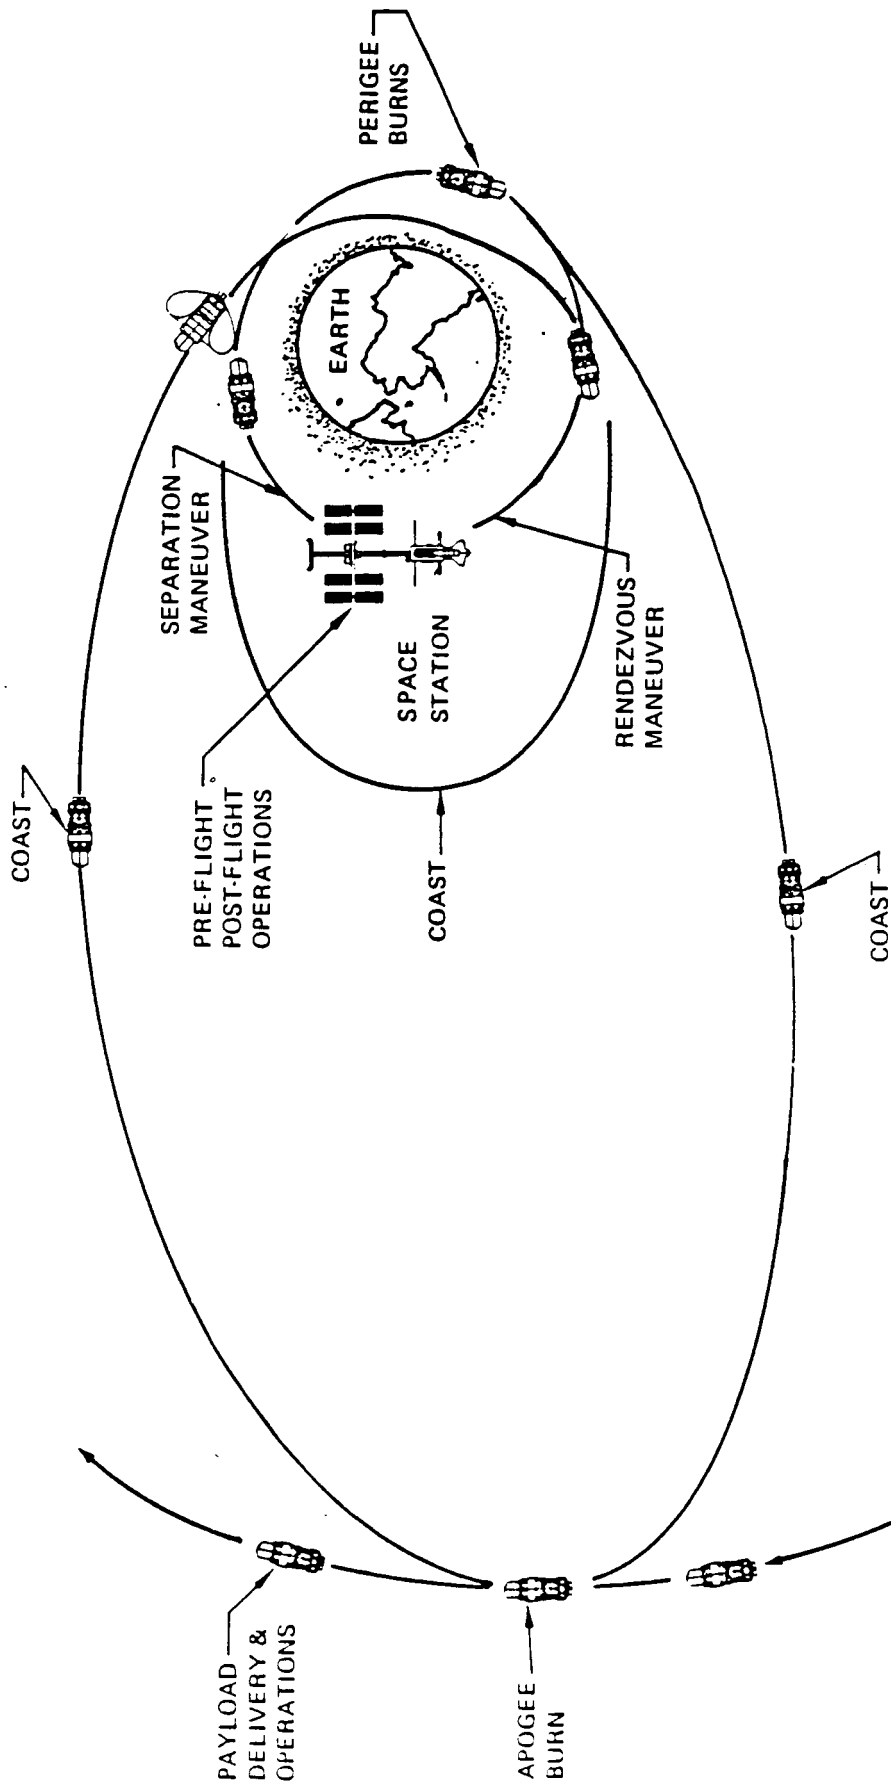 PAYLOAD
DELIVERY &
OPERATIONS
APOGEE
BURN
COAST
PRE-FLIGHT
POST-FLIGHT
OPERATIONS
COAST
COAST
SEPARATION
MANEUVER
SPACE
STATION
RENDEZVOUS
MANEUVER
EARTH
PERIGEE
BURNS